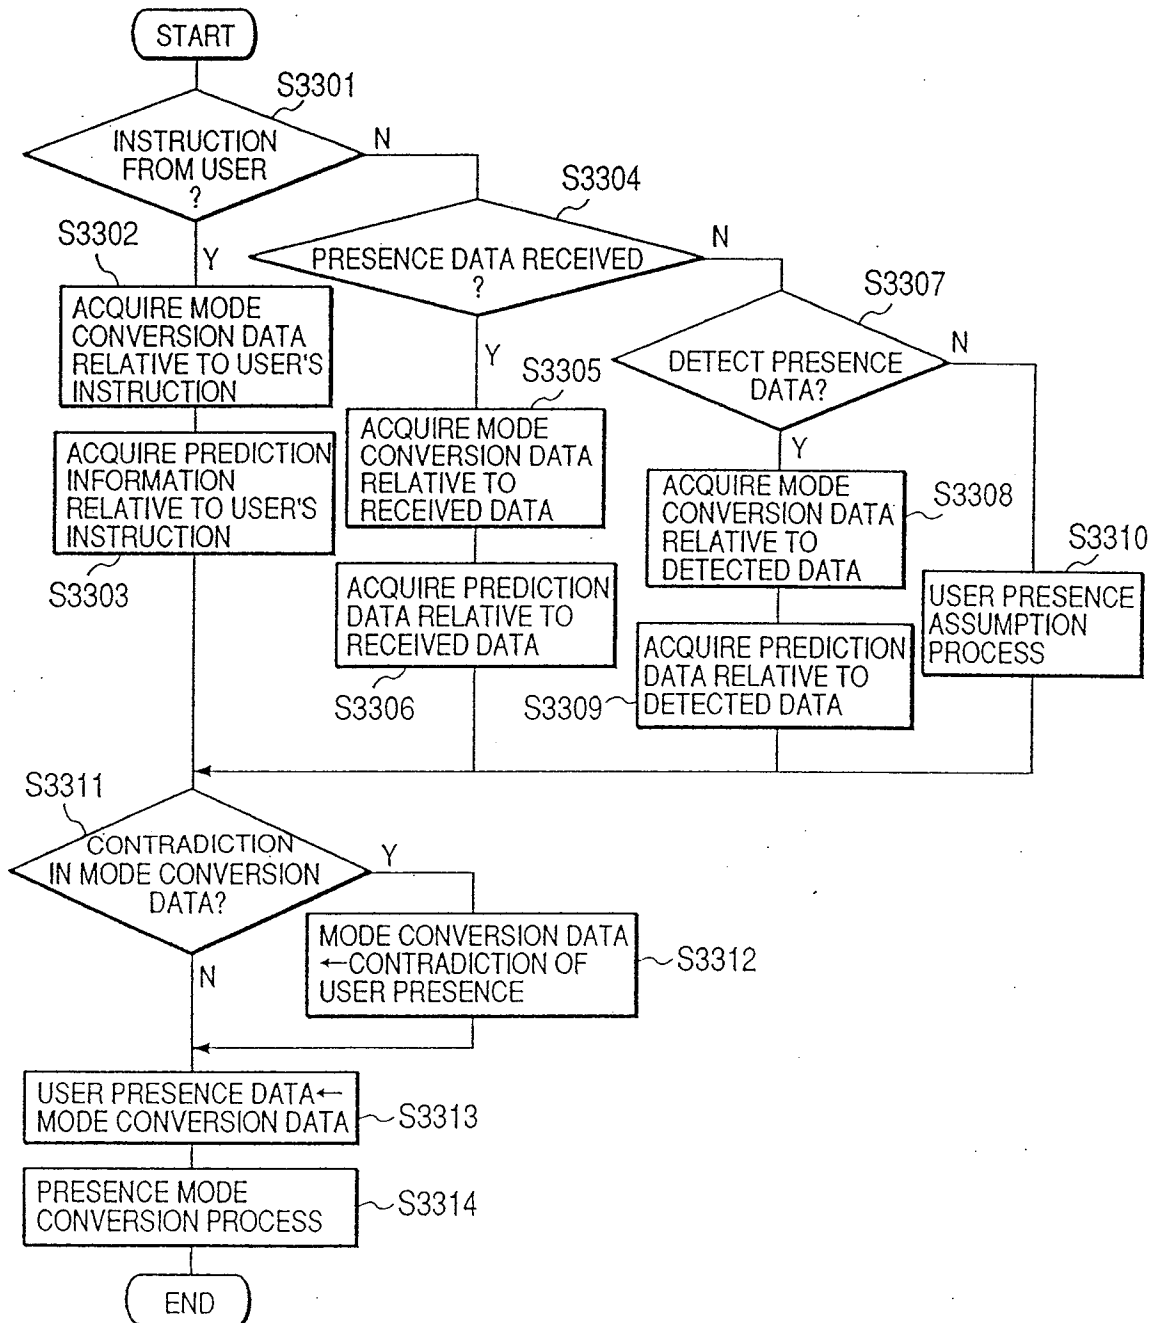 START
S3301
INSTRUCTION
FROM USER
?
N
Y
S3302
ACQUIRE MODE
CONVERSION DATA
RELATIVE TO USER'S
INSTRUCTION
ACQUIRE PREDICTION
INFORMATION
RELATIVE TO USER'S
INSTRUCTION
S3303
S3304
PRESENCE DATA RECEIVED
?
N
Y
S3305
ACQUIRE MODE
CONVERSION DATA
RELATIVE TO
RECEIVED DATA
ACQUIRE PREDICTION
DATA RELATIVE TO
RECEIVED DATA
S3306
S3307
DETECT PRESENCE
DATA?
N
Y
ACQUIRE MODE
CONVERSION DATA
RELATIVE TO
DETECTED DATA
S3308
ACQUIRE PREDICTION
DATA RELATIVE TO
DETECTED DATA
S3309
S3310
USER PRESENCE
ASSUMPTION
PROCESS
S3311
CONTRADICTION
IN MODE CONVERSION
DATA?
Y
N
MODE CONVERSION DATA
←CONTRADICTION OF
USER PRESENCE
S3312
USER PRESENCE DATA←
MODE CONVERSION DATA
S3313
PRESENCE MODE
CONVERSION PROCESS
S3314
END